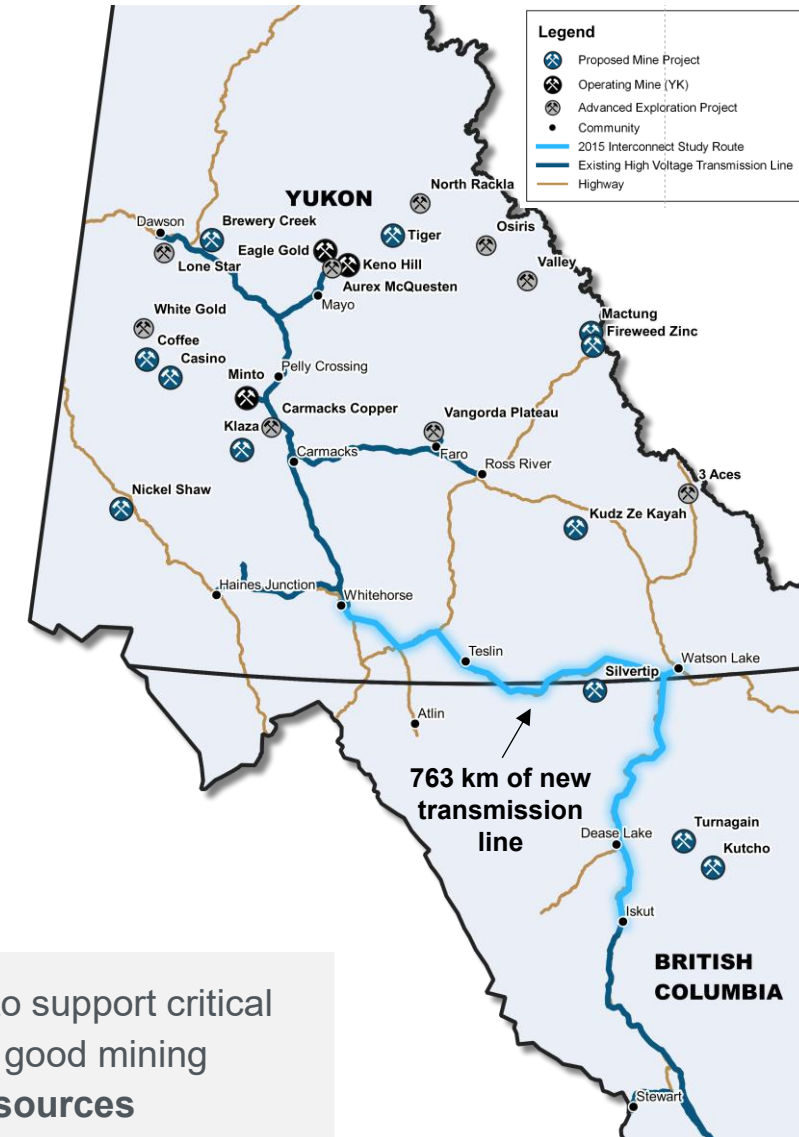 Legend
Proposed Mine Project
Operating Mine (YK)
Advanced Exploration Project
Community
2015 Interconnect Study Route
Existing High Voltage Transmission Line
Highway
North Rackla
YUKON
Dawson
Brewery Creek
Tiger
Osiris
Eagle Gold
Keno Hill
Lone Star
Valley
Aurex McQuesten
Mayo
White Gold
Mactung
Fireweed Zinc
Coffee
Casino
Pelly Crossing
Minto
Carmacks Copper
Vangorda Plateau
Klaza
Carmacks
Faro
Ross River
3 Aces
Nickel Shaw
Kudz Ze Kayah
Haines Junction
Whitehorse
Teslin
Watson Lake
Silvertip
Atlin
763 km of new
transmission
line
Turnagain
Dease Lake
Kutcho
Iskut
BRITISH
COLUMBIA
o support critical
good mining
sources
Stewart